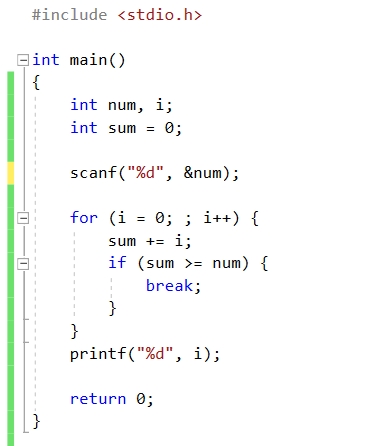 #include <stdio.h>
int main()
{
int num, i;
int sum = 0;
scanf("%d", &num);
for (i = 0; ; i++) {
sum += i;
if (sum >= num) {
break;
}
}
printf("%d", i);
return 0;
}